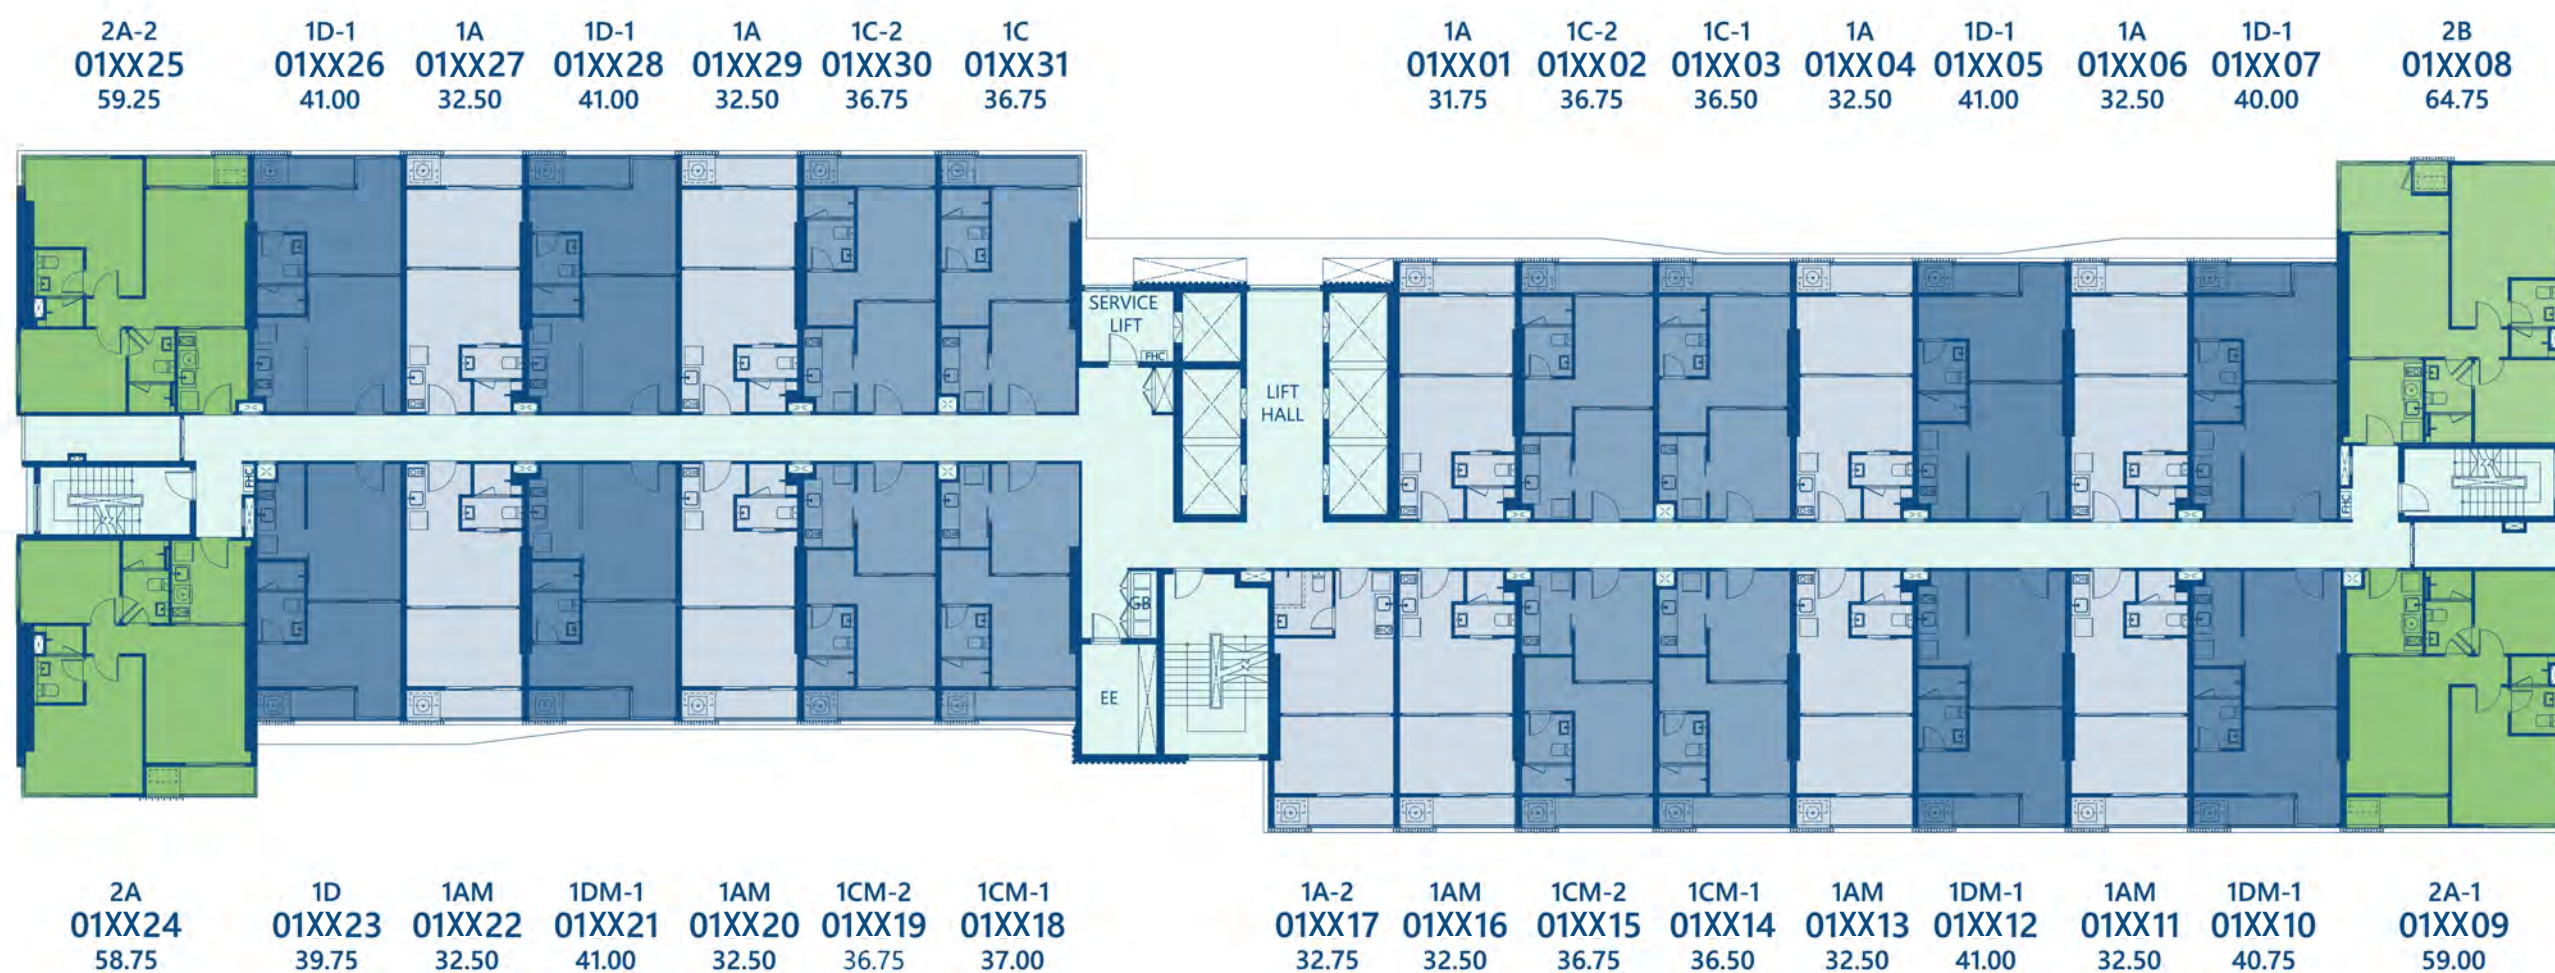 2A-2 1D-1 1A 1D-1 1A 1C-2 1C 1A 1C-2 1C-1 1A 1D-1 1A 1D-1 2B
01XX25 01XX26 01XX27 01XX28 01XX29 01XX30 01XX31 01XX01 01XX02 01XX03 01XX04 01XX05 01XX06 01XX07 01XX08
59.25 41.00 32.50 41.00 32.50 36.75 36.75 31.75 36.75 36.50 32.50 41.00 32.50 40.00 64.75
SERVICE
LIFT
FHC
LIFT
HALL
FHC
FHC
GB
EE
2A 1D 1AM 1DM-1 1AM 1CM-2 1CM-1 1A-2 1AM 1CM-2 1CM-1 1AM 1DM-1 1AM 1DM-1 2A-1
01XX24 01XX23 01XX22 01XX21 01XX20 01XX19 01XX18 01XX17 01XX16 01XX15 01XX14 01XX13 01XX12 01XX11 01XX10 01XX09
58.75 39.75 32.50 41.00 32.50 36.75 37.00 32.75 32.50 36.75 36.50 32.50 41.00 32.50 40.75 59.00